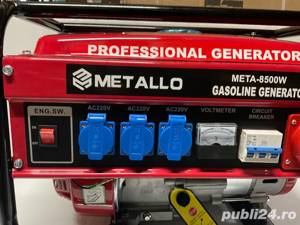 PROFESSIONAL GENERATOR
METALLO
META-8500W
GASOLINE GENERATOR
ENG.SW.
AC220V
AC220V
AC220V
VOLTMETER
CIRCUIT
BREAKER
publi24.ro